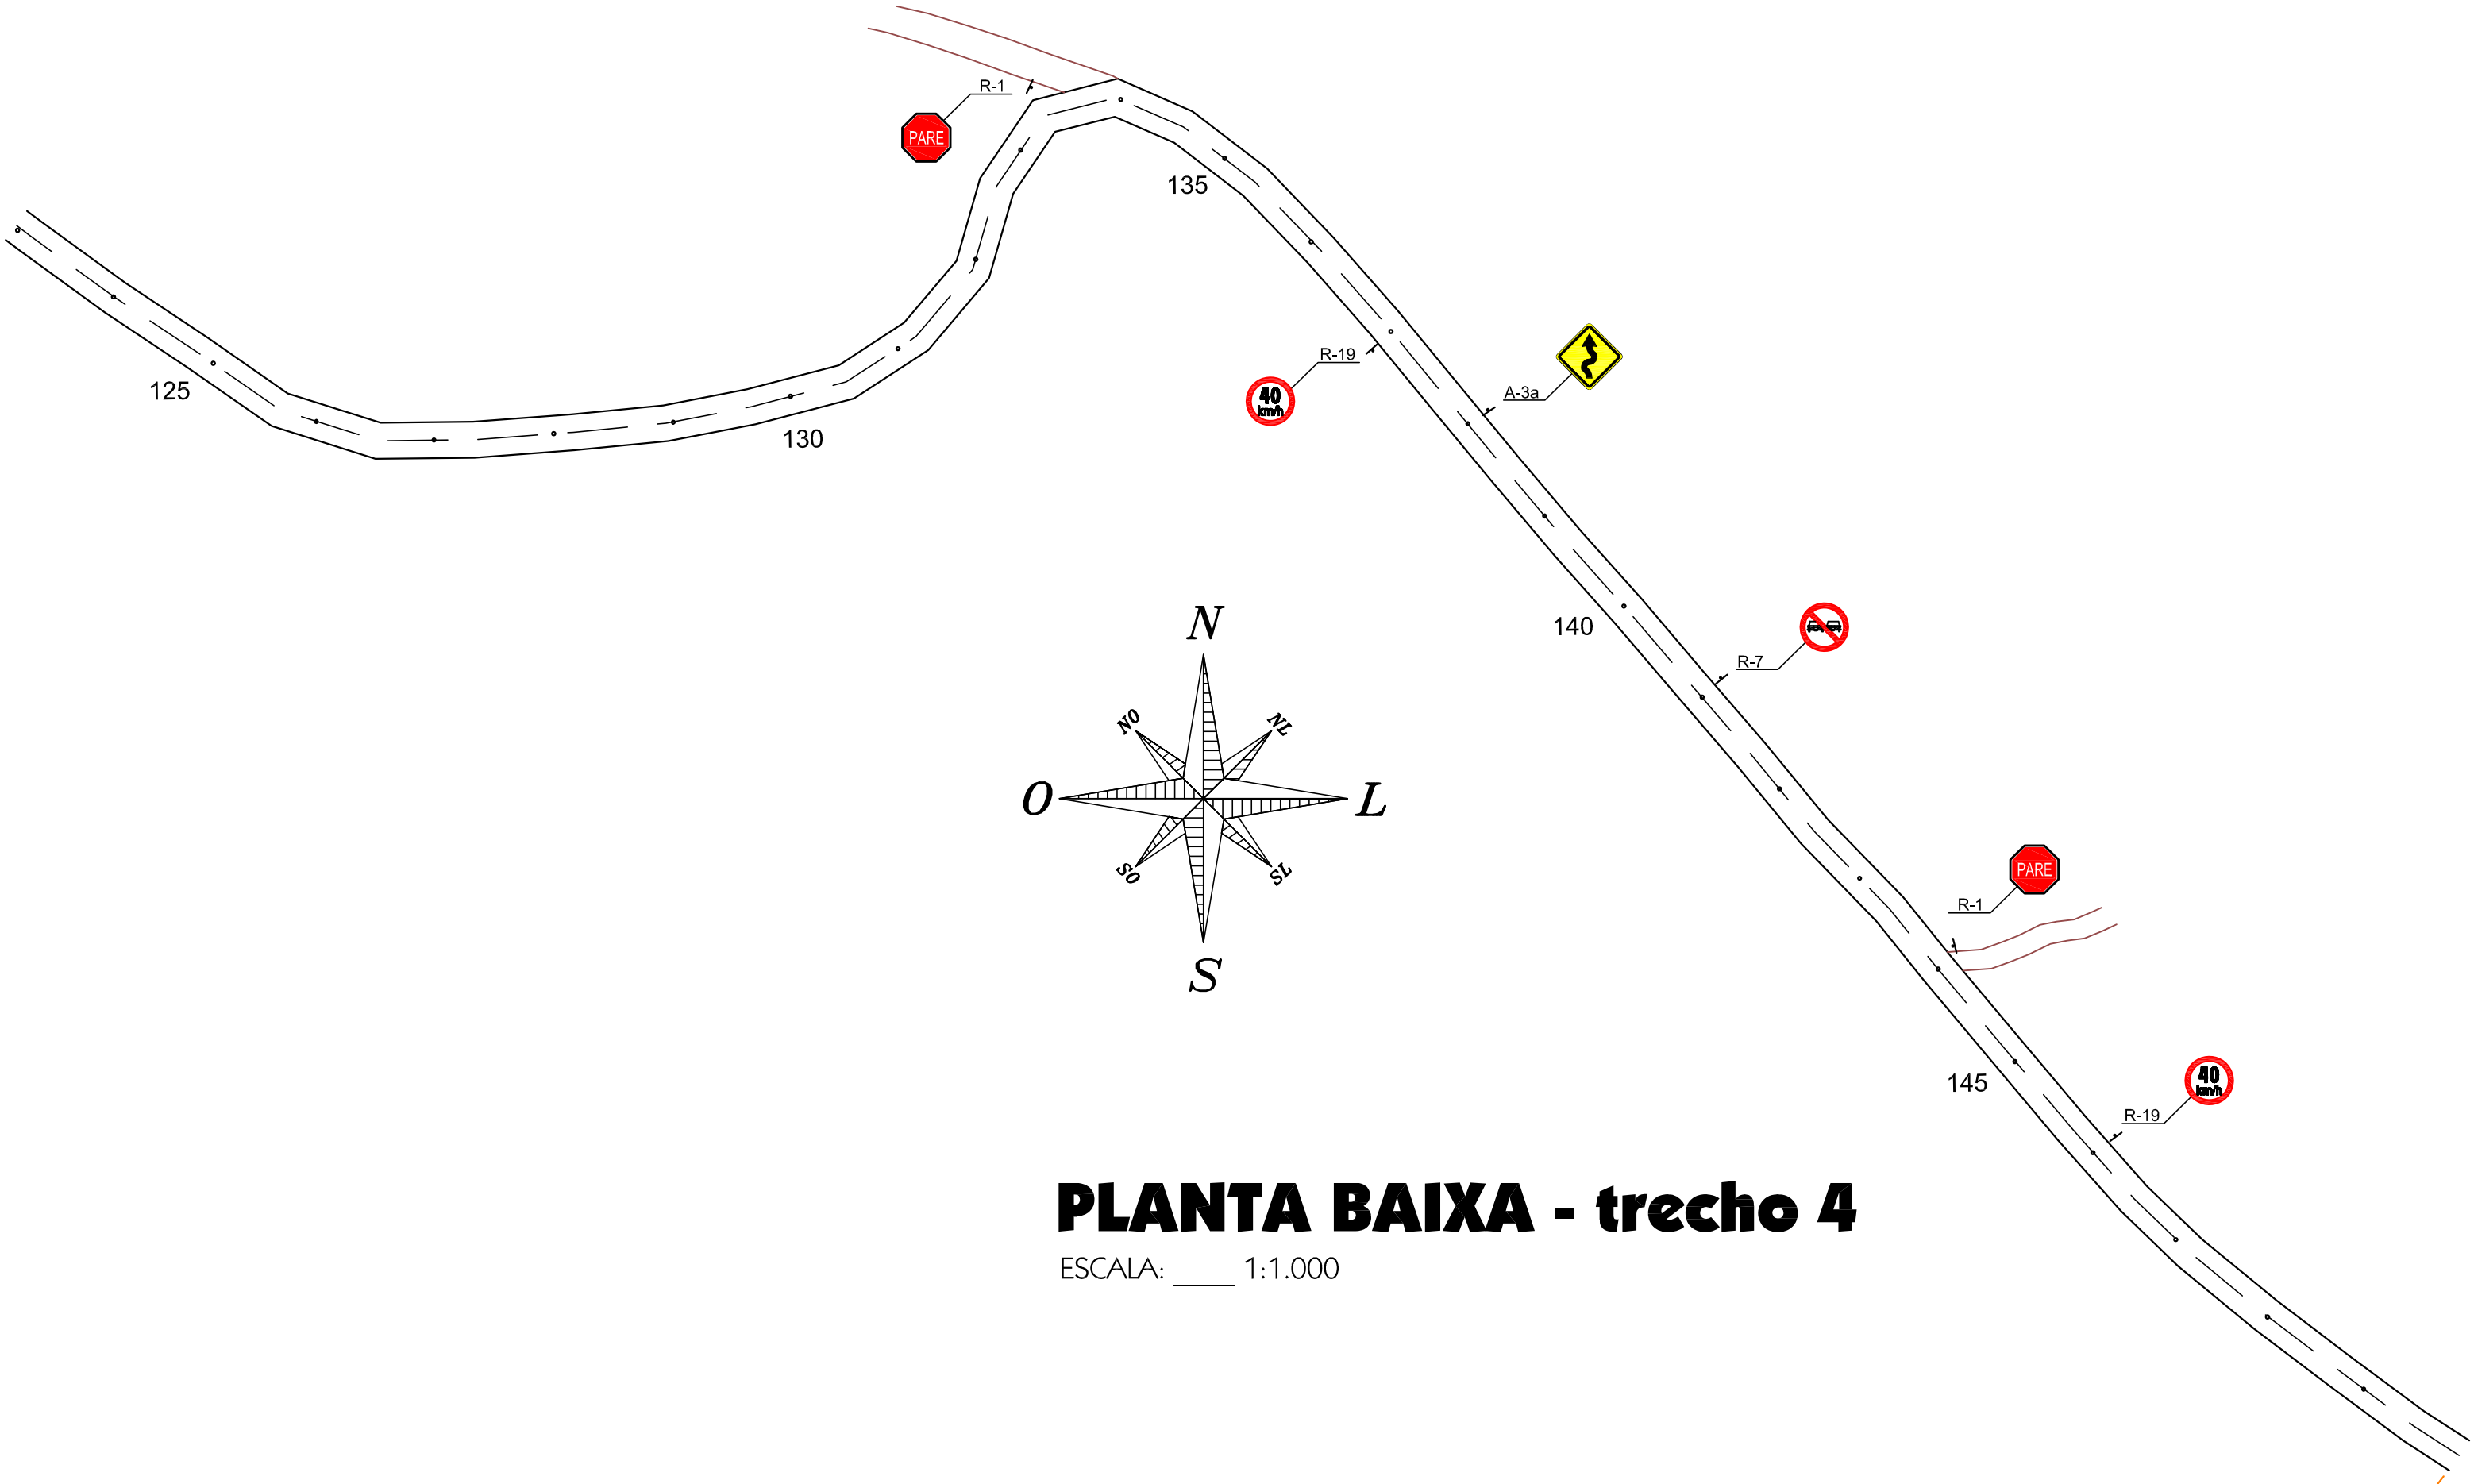 R-1
PARE
135
125
130
R-19
40
km/h
A-3a
140
R-7
N
NO
NL
O
L
SO
SL
S
PARE
R-1
145
40
km/h
R-19
PLANTA BAIXA - trecho 4
ESCALA: ____ 1:1.000